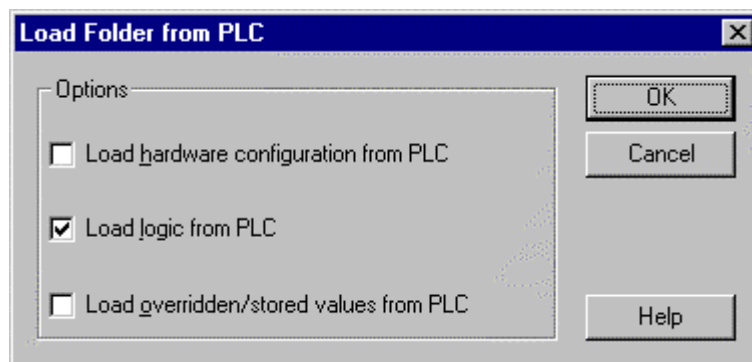 Load Folder from PLC
Options
Load hardware configuration from PLC
Load logic from PLC
Load overridden/stored values from PLC
OK
Cancel
Help